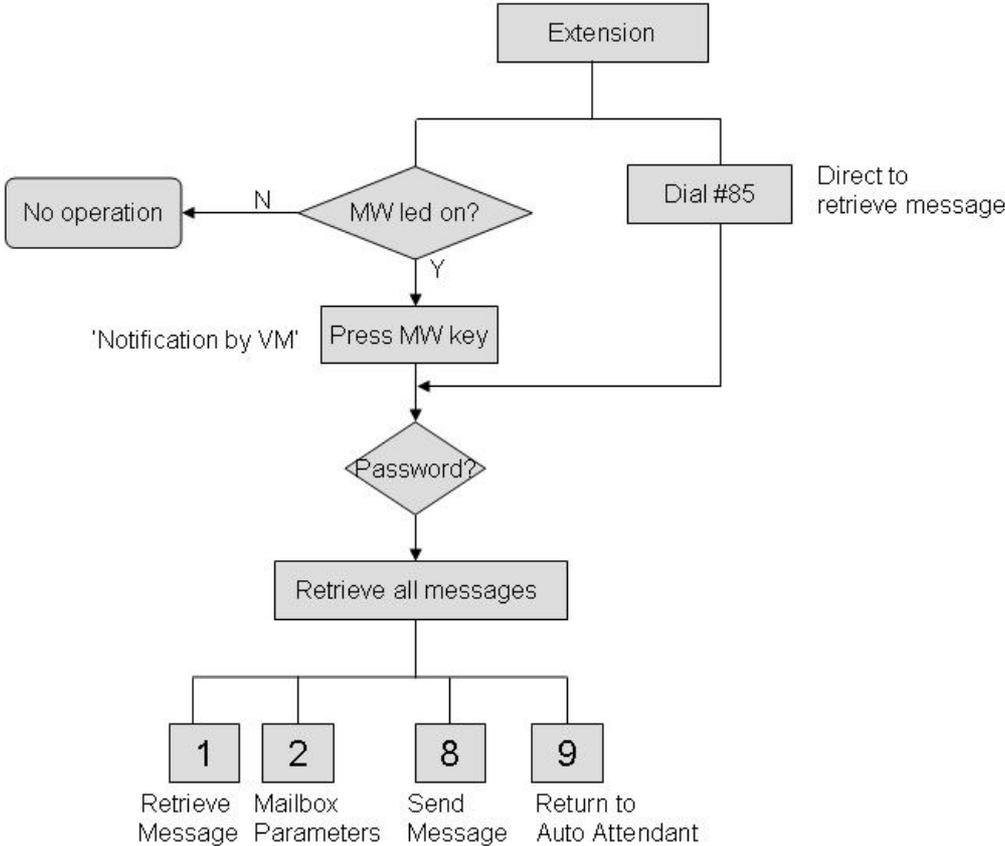 Extension
Dial #85
Direct to
retrieve message
MW led on?
N
No operation
Y
'Notification by VM'
Press MW key
Password?
Retrieve all messages
1
2
8
9
Retrieve
Message
Mailbox
Parameters
Send
Message
Return to
Auto Attendant